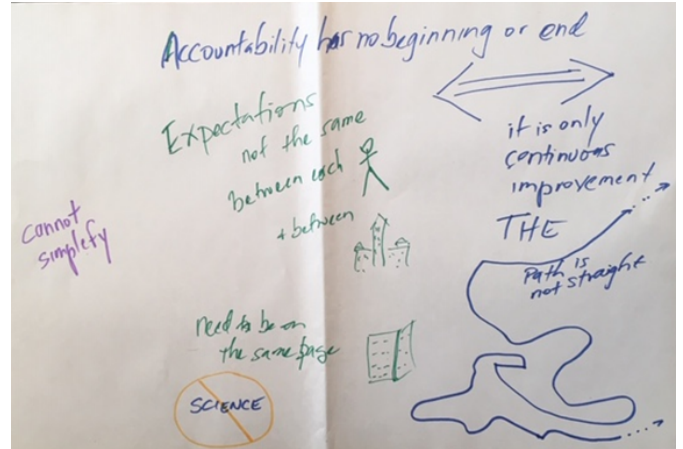 Accountability has no beginning or end
Expectations
not the same
between each
+ between
it is only
continuous
improvement
THE
Path is
not straight
cannot
simplefy
need to be on
the same page
SCIENCE